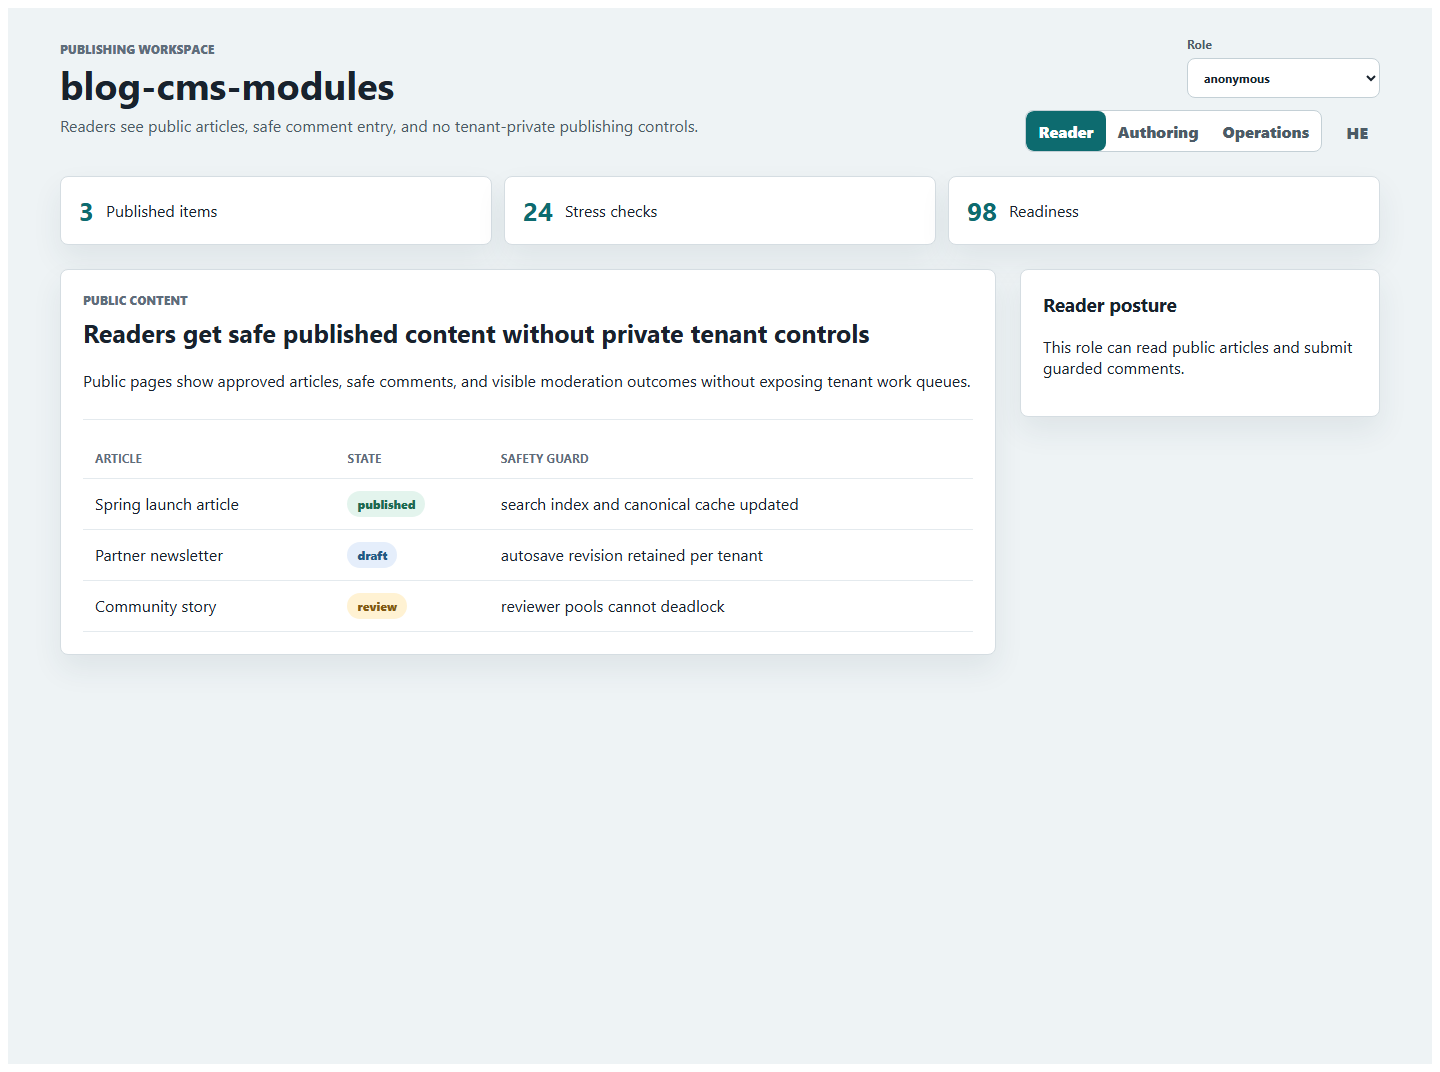 PUBLISHING WORKSPACE
blog-cms-modules
Readers see public articles, safe comment entry, and no tenant-private publishing controls.
Role
anonymous
Reader Authoring Operations HE
3 Published items
24 Stress checks
98 Readiness
PUBLIC CONTENT
Readers get safe published content without private tenant controls
Public pages show approved articles, safe comments, and visible moderation outcomes without exposing tenant work queues.
ARTICLE STATE SAFETY GUARD
Spring launch article published search index and canonical cache updated
Partner newsletter draft autosave revision retained per tenant
Community story review reviewer pools cannot deadlock
Reader posture
This role can read public articles and submit
guarded comments.